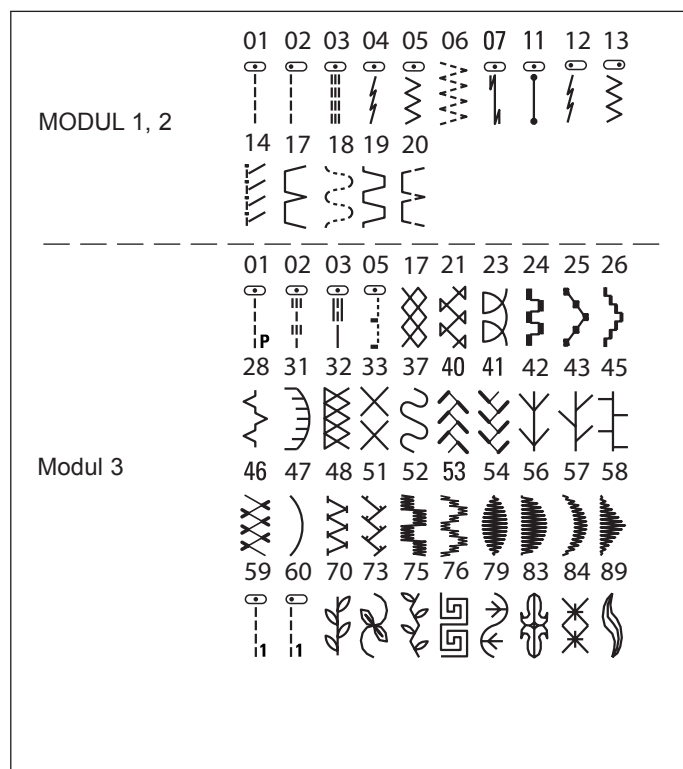 01 02 03 04 05 06 07 11 12 13
MODUL 1, 2
14 17 18 19 20
01 02 03 05 17 21 23 24 25 26
P
28 31 32 33 37 40 41 42 43 45
Modul 3
46 47 48 51 52 53 54 56 57 58
59 60 70 73 75 76 79 83 84 89
1 1